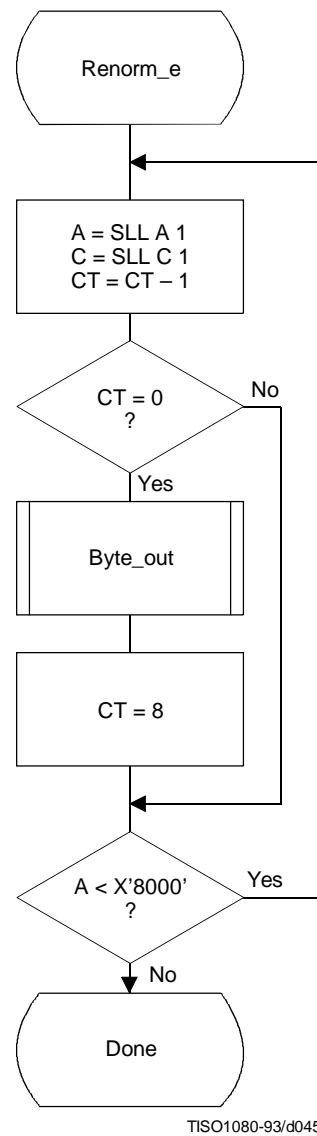 Renorm_e
A = SLL A 1
C = SLL C 1
CT = CT – 1
CT = 0
?
No
Yes
Byte_out
CT = 8
A < X'8000'
?
Yes
No
Done
TISO1080-93/d045